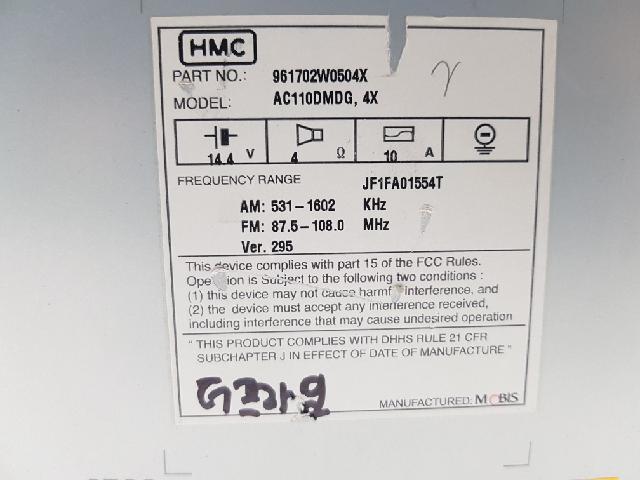 HMC
PART NO.: 961702W0504X
MODEL: AC110DMDG, 4X
14.4 V 4 Ω 10 A
FREQUENCY RANGE JF1FA01554T
AM: 531-1602 KHz
FM: 87.5-108.0 MHz
Ver. 295
This device complies with part 15 of the FCC Rules.
Operation is Subject to the following two conditions :
(1) this device may not cause harmful interference, and
(2) the device must accept any interference received,
including interference that may cause undesired operation
" THIS PRODUCT COMPLIES WITH DHHS RULE 21 CFR
SUBCHAPTER J IN EFFECT OF DATE OF MANUFACTURE "
MANUFACTURED: MOBIS